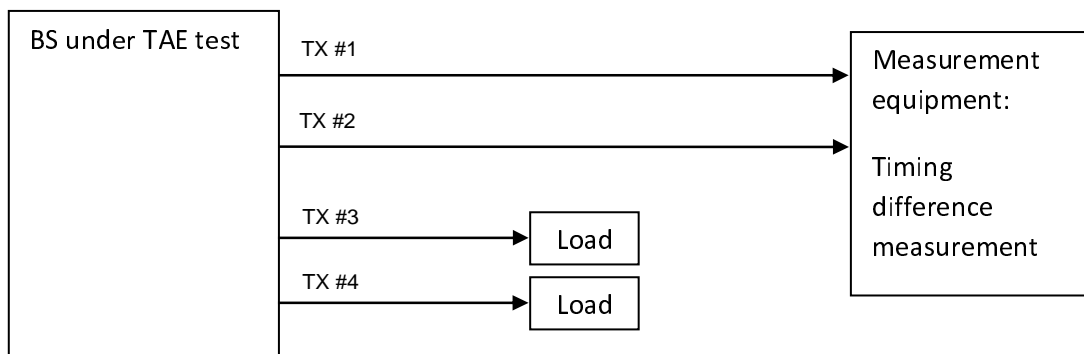 BS under TAE test
TX #1
TX #2
TX #3
Load
TX #4
Load
Measurement
equipment:
Timing
difference
measurement